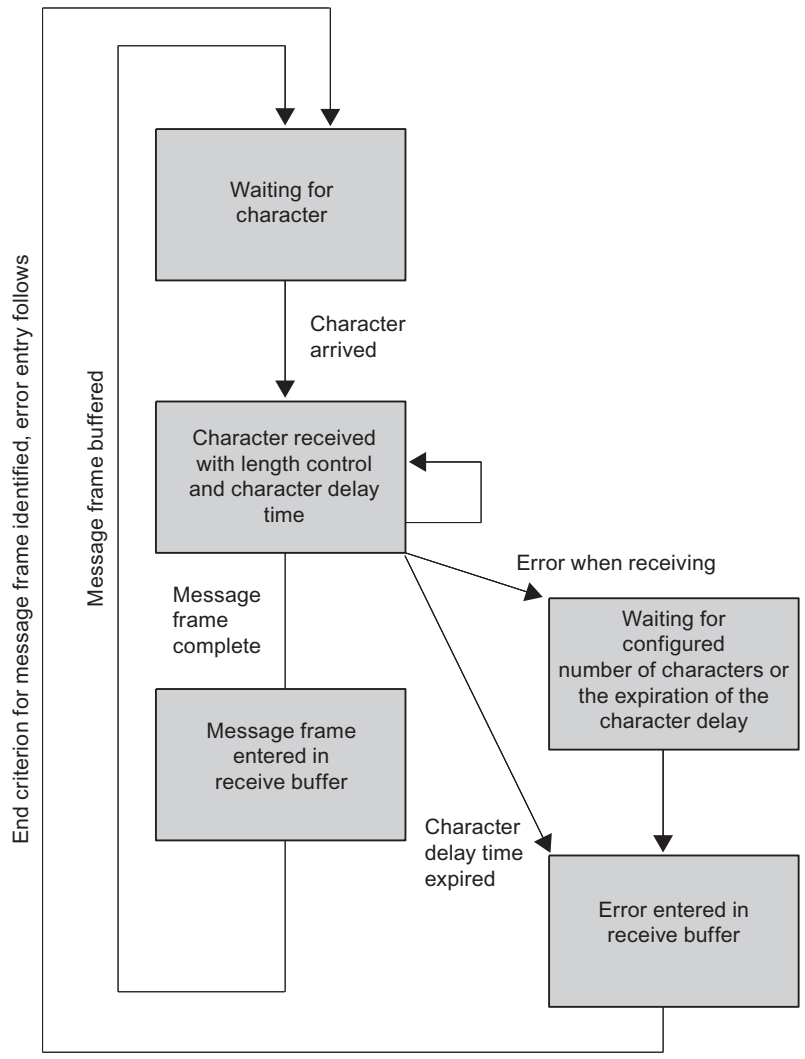 Waiting for
character
Character
arrived
End criterion for message frame identified, error entry follows
Message frame buffered
Character received
with length control
and character delay
time
Error when receiving
Message
frame
complete
Waiting for
configured
number of characters or
the expiration of the
character delay
Message frame
entered in
receive buffer
Character
delay time
expired
Error entered in
receive buffer